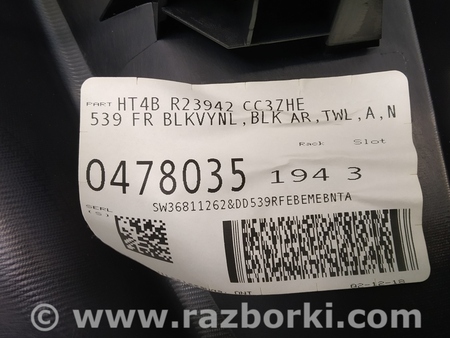 PART HT4B R23942 CC3ZHE
539 FR BLKVYNL,BLK AR,TWL,A,N
Rack Slot
0478035 194 3
SERL
(S)
SW36811262&DD539RFEBEMEBNTA
02-12-18
© www.razborki.com